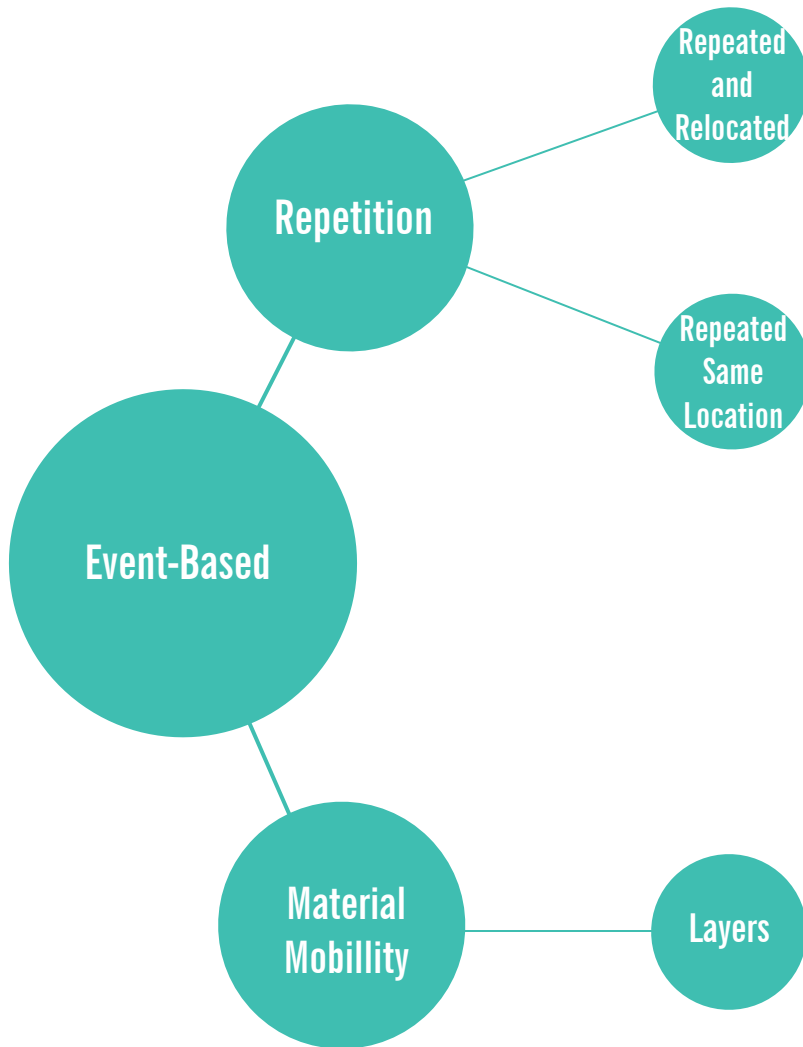 Repeated
and
Relocated
Repetition
Repeated
Same
Location
Event-Based
Material
Mobillity
Layers